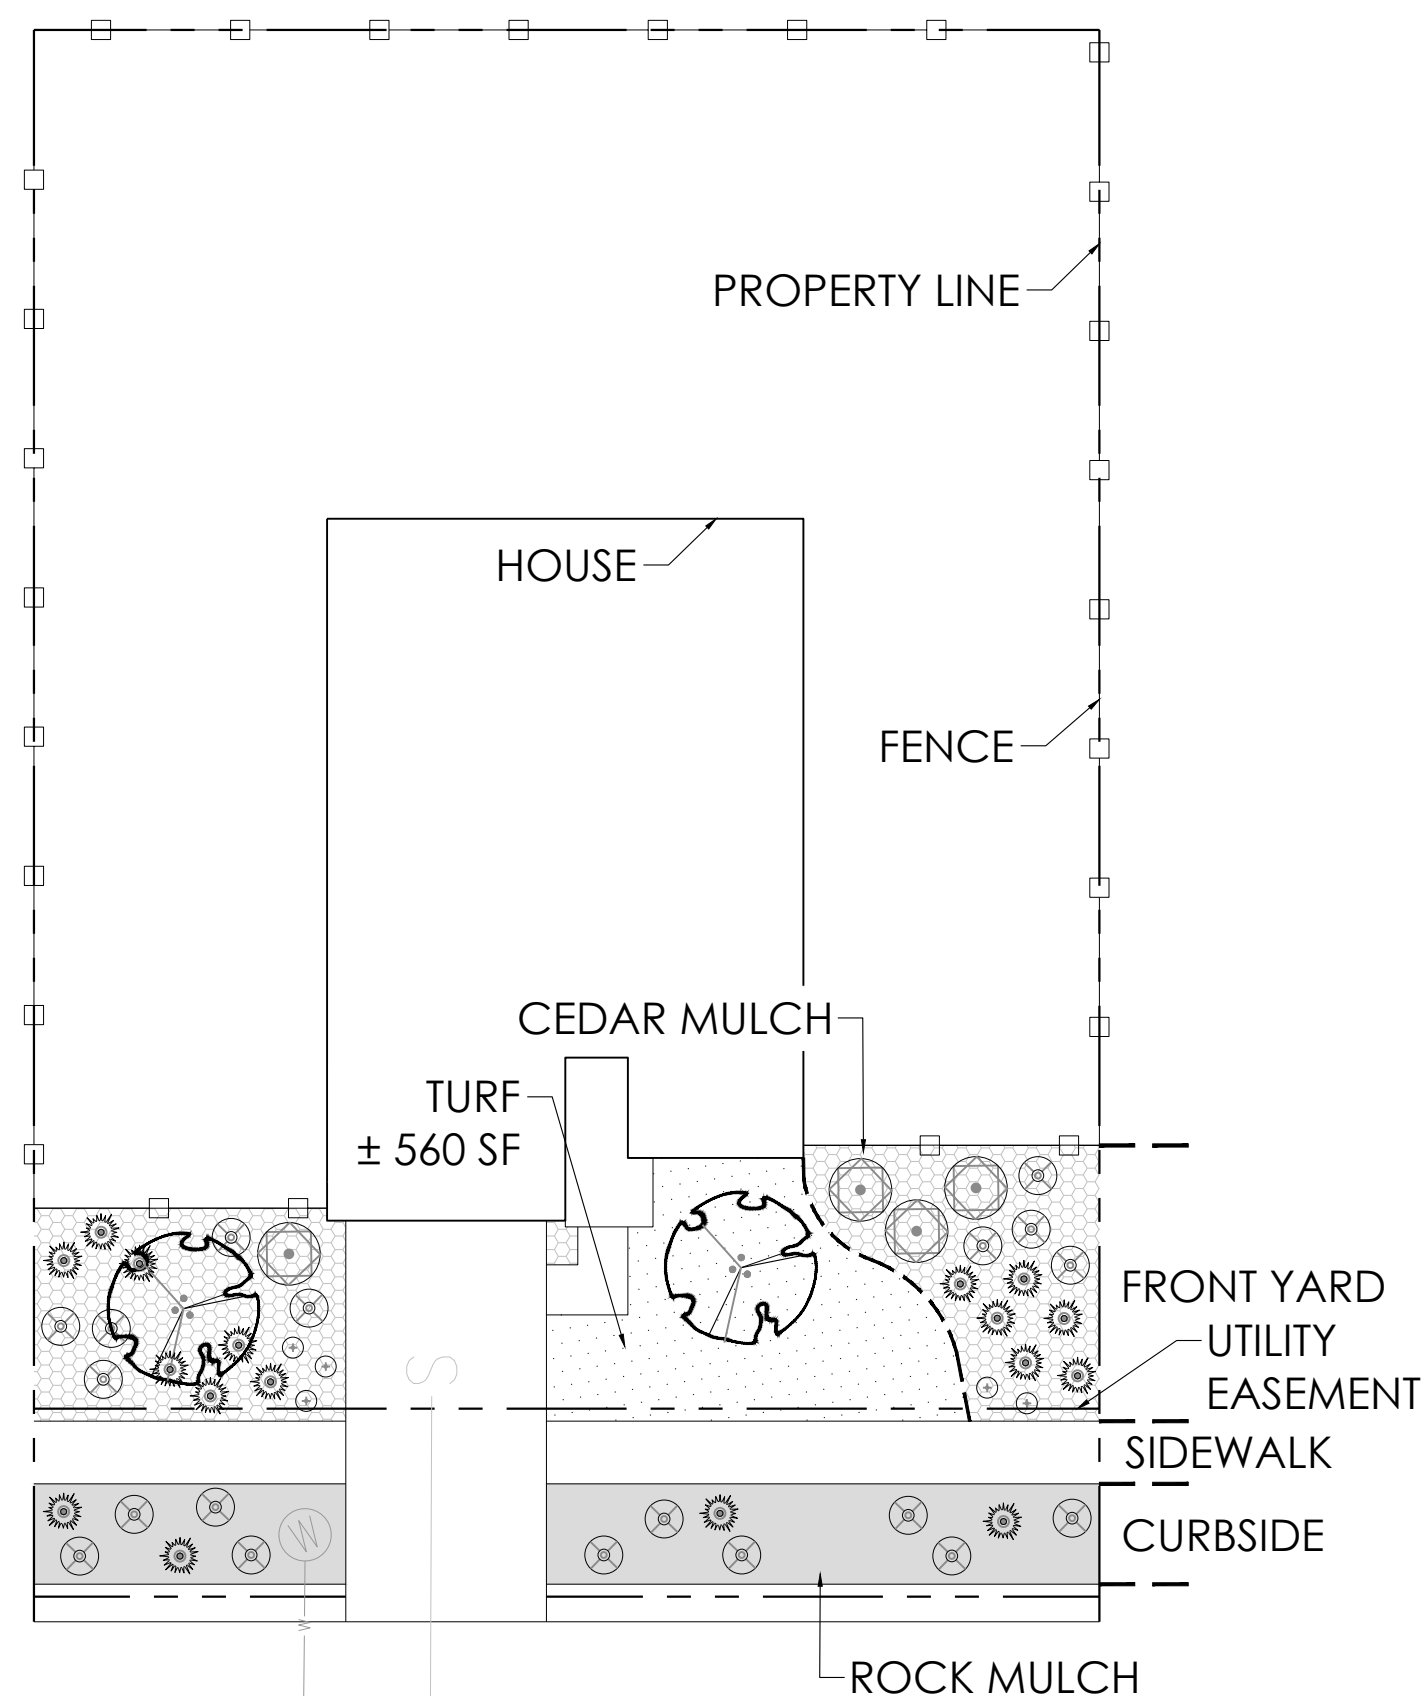 PROPERTY LINE
HOUSE
FENCE
CEDAR MULCH
TURF
± 560 SF
FRONT YARD
UTILITY
EASEMENT
S
SIDEWALK
CURBSIDE
W
W
ROCK MULCH